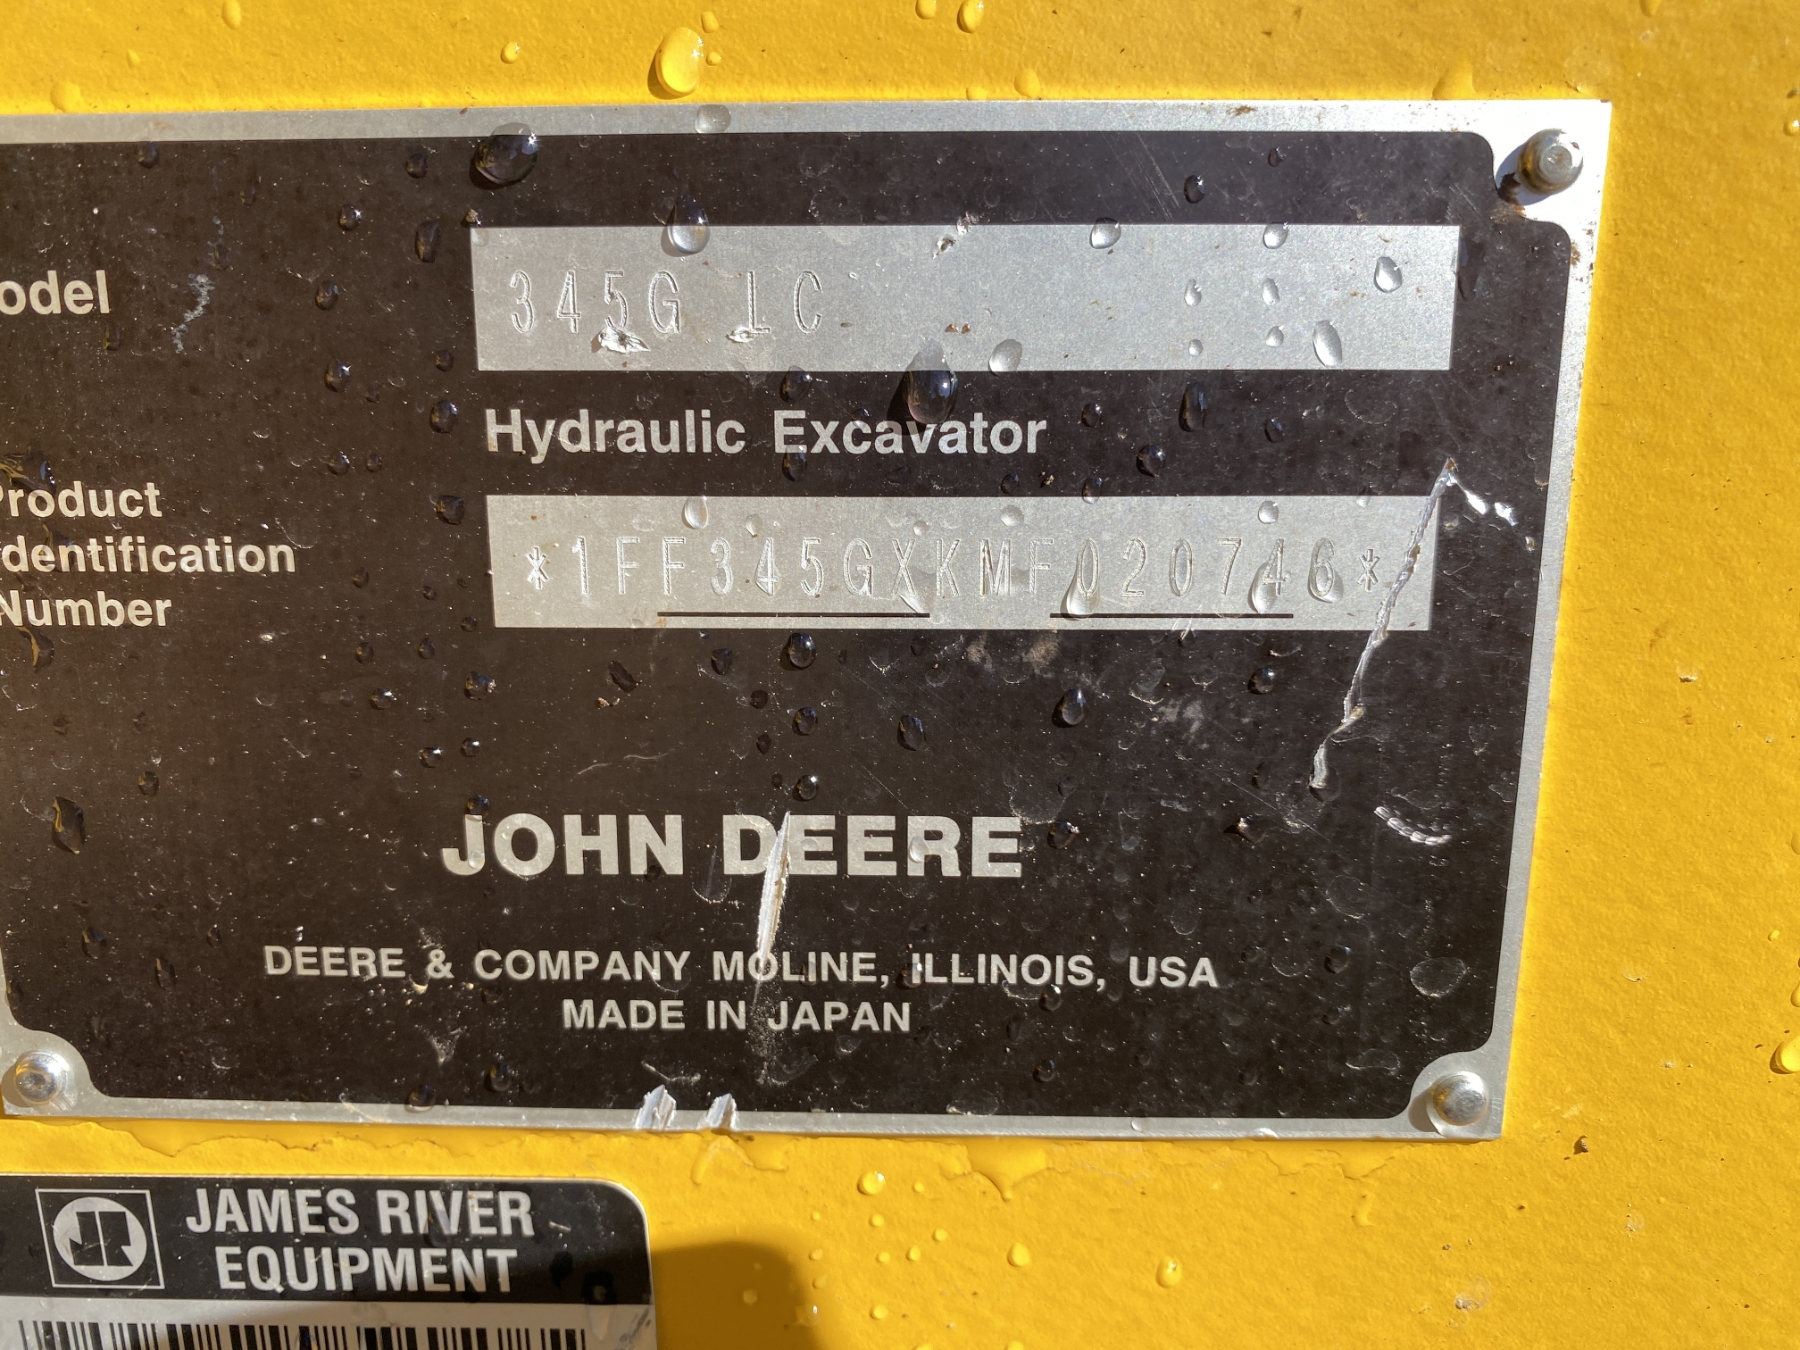 odel 345G LC
Hydraulic Excavator
Product
dentification *1FF345GXKMF020746*
Number
JOHN DEERE
DEERE & COMPANY MOLINE, ILLINOIS, USA
MADE IN JAPAN
JR JAMES RIVER
EQUIPMENT